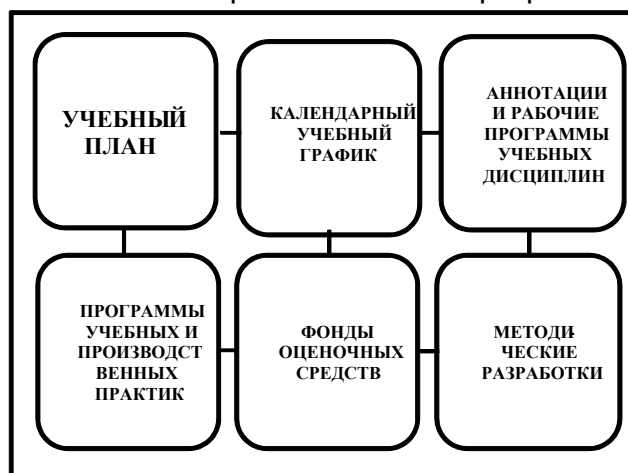 УЧЕБНЫЙ
ПЛАН
КАЛЕНДАРНЫЙ
УЧЕБНЫЙ
ГРАФИК
АННОТАЦИИ
И РАБОЧИЕ
ПРОГРАММЫ
УЧЕБНЫХ
ДИСЦИПЛИН
ПРОГРАММЫ
УЧЕБНЫХ И
ПРОИЗВОДСТ
ВЕННЫХ
ПРАКТИК
ФОНДЫ
ОЦЕНОЧНЫХ
СРЕДСТВ
МЕТОДИ
ЧЕСКИЕ
РАЗРАБОТКИ